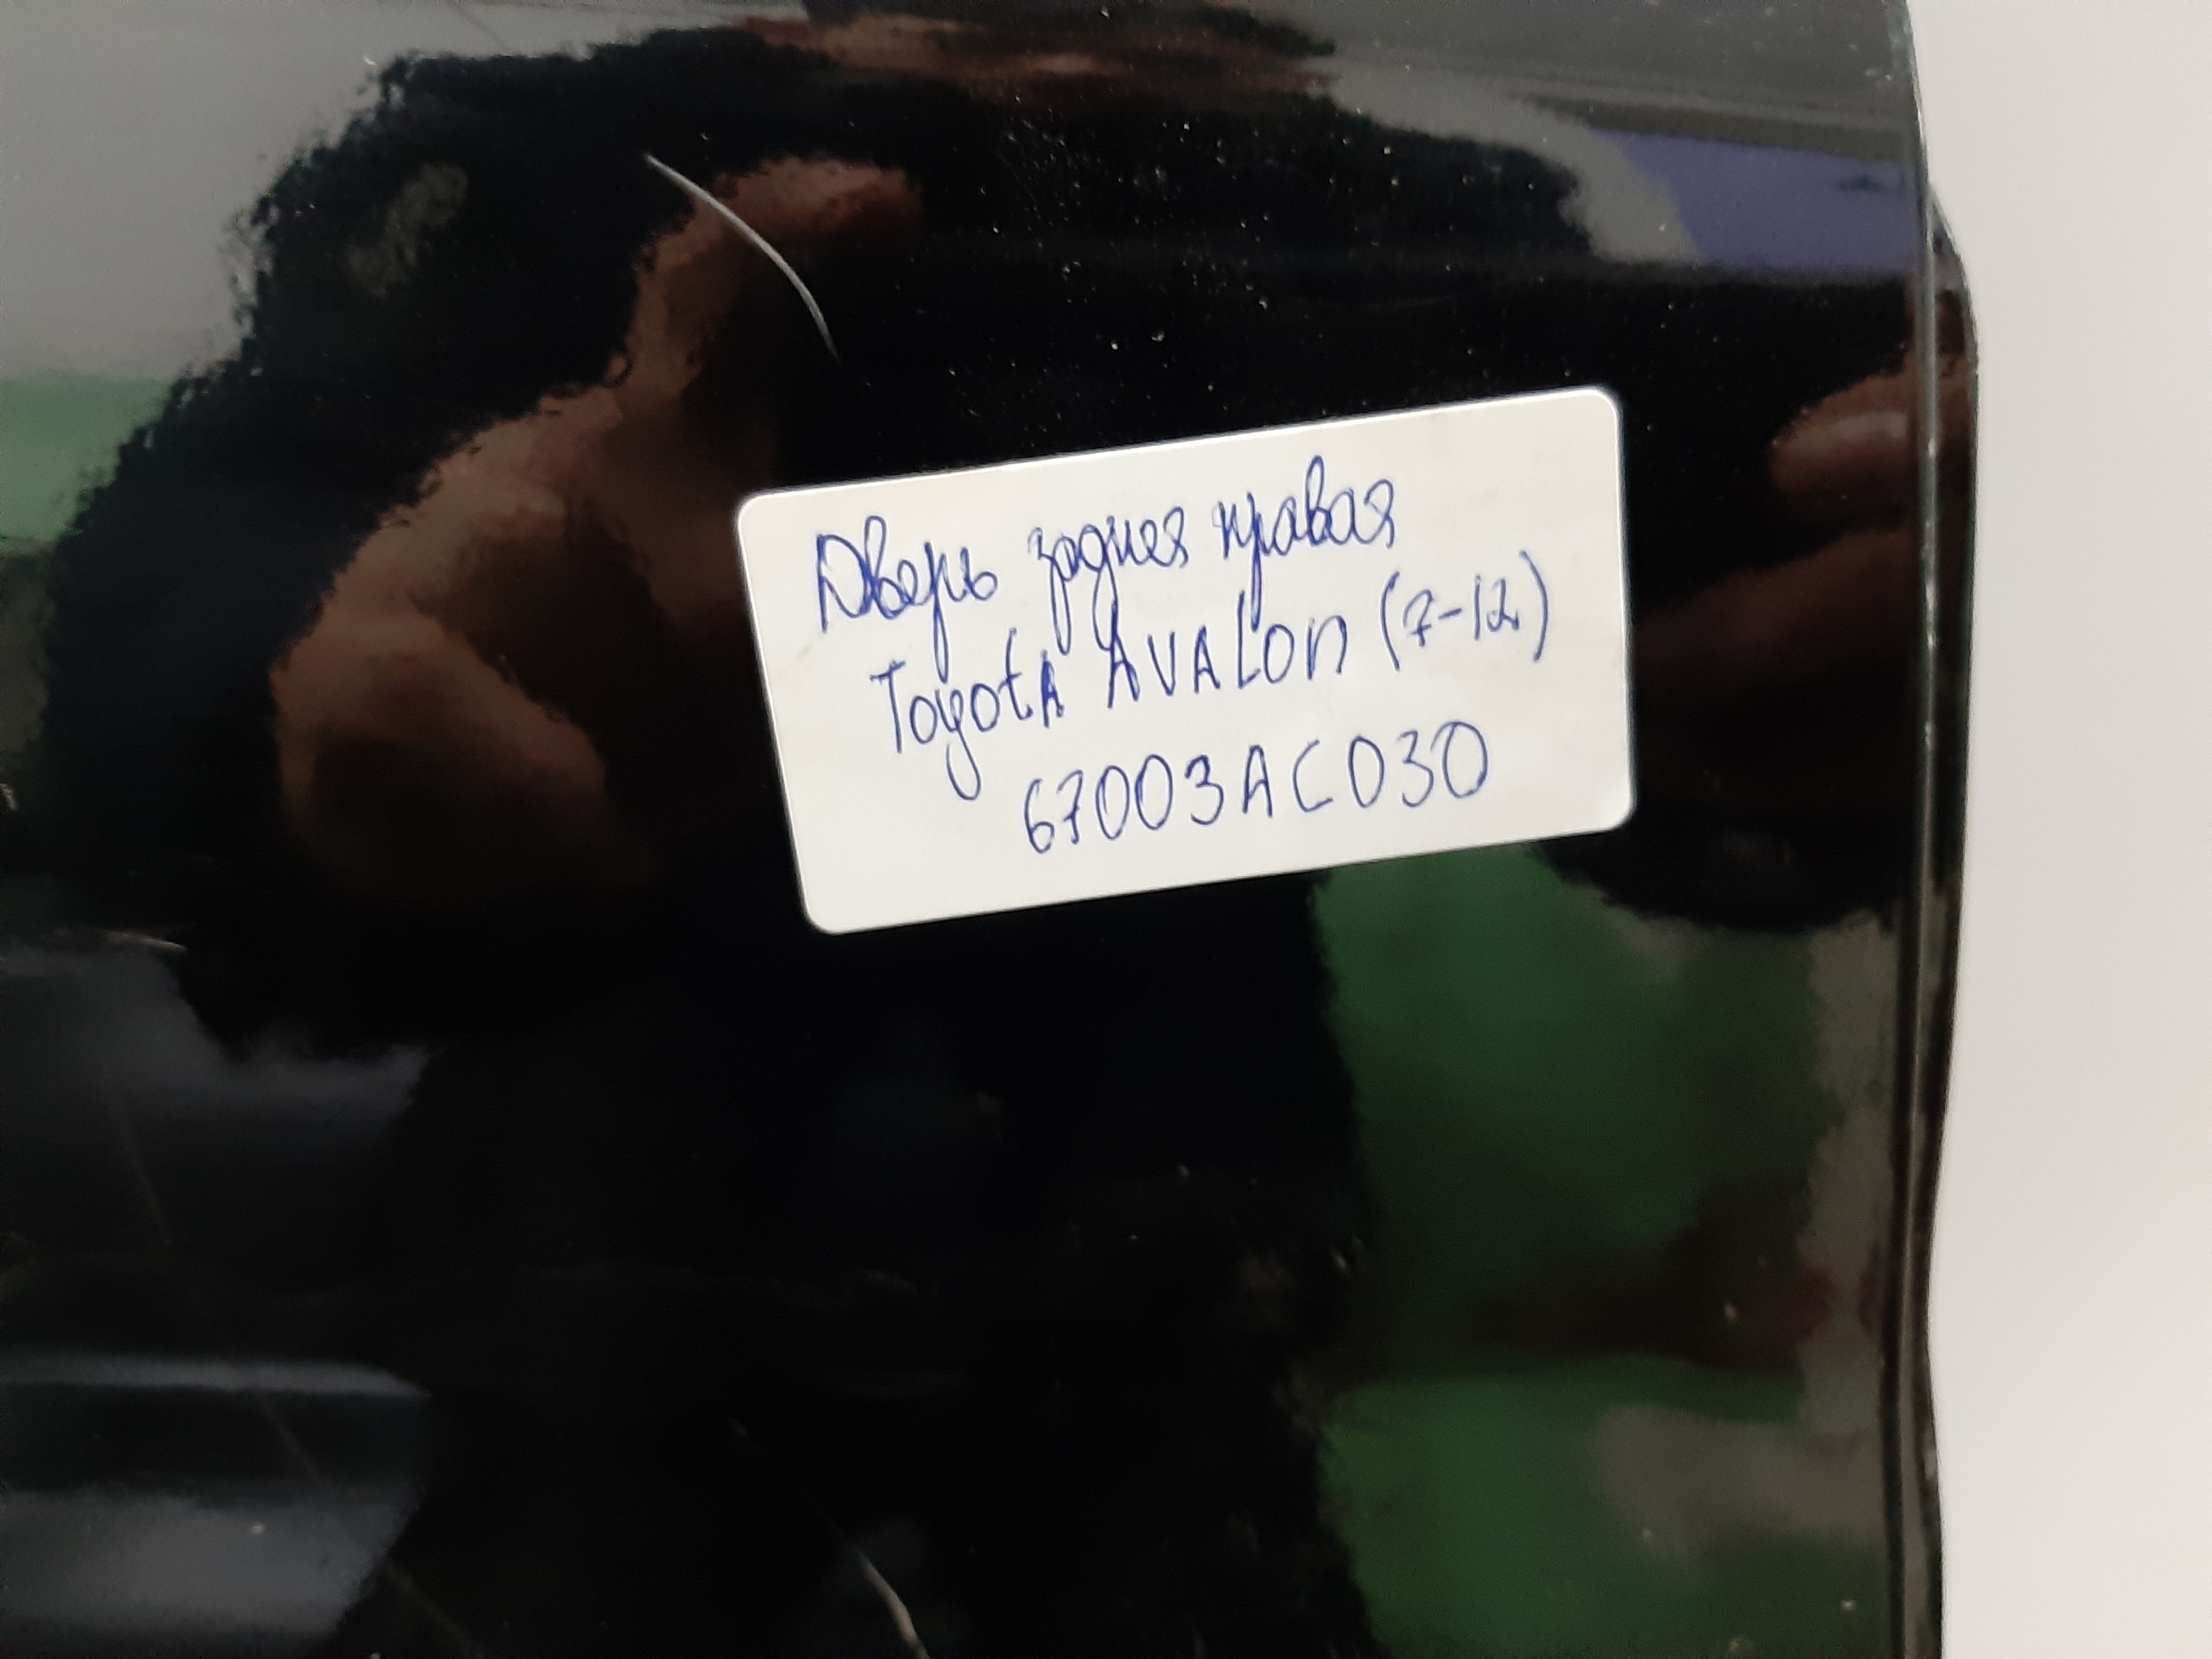 Дверь задняя правая
Toyota AVALON (7-12)
67003AC030